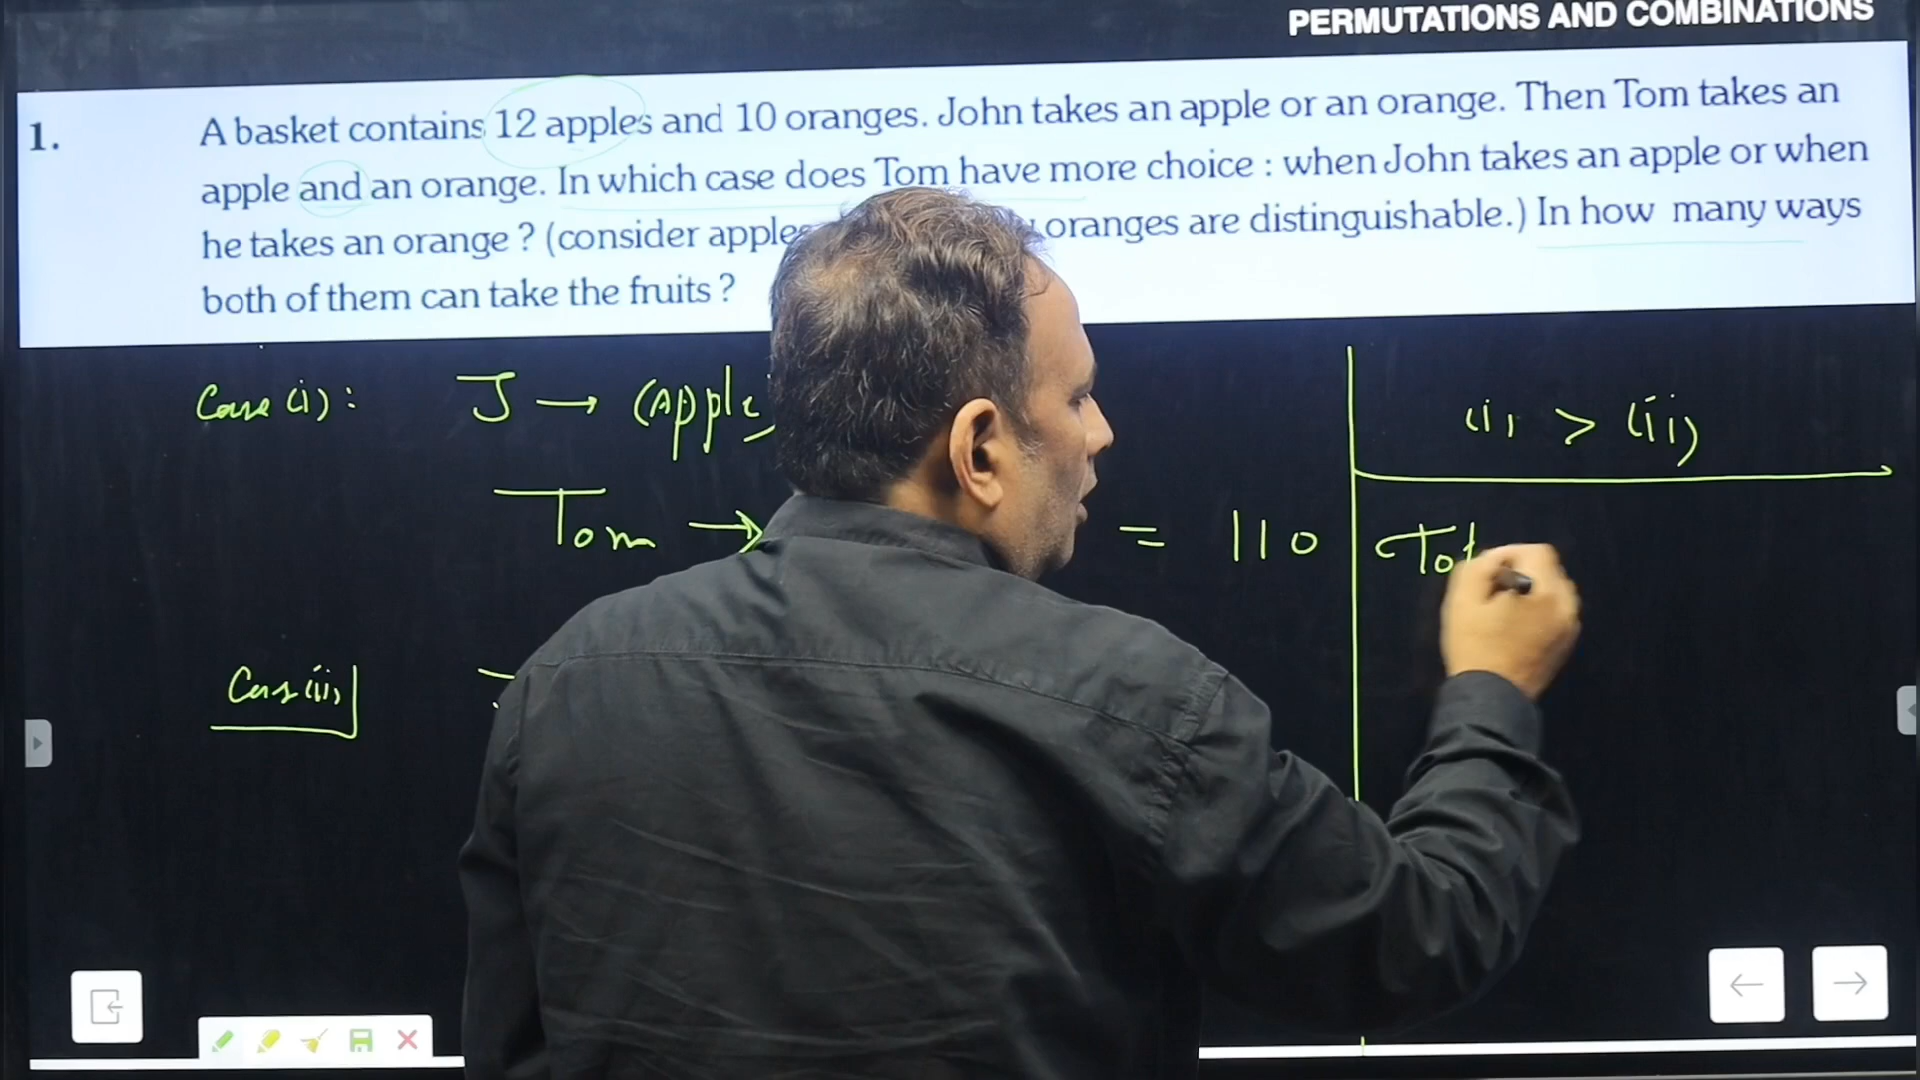 PERMUTATIONS AND COMBINATIONS
1. A basket contains 12 apples and 10 oranges. John takes an apple or an orange. Then Tom takes an
apple and an orange. In which case does Tom have more choice : when John takes an apple or when
he takes an orange ? (consider apples oranges are distinguishable.) In how many ways
both of them can take the fruits ?
Case (i) : J → (Apple
(i) > (ii)
Tom → = 110
Tot
Case (ii)